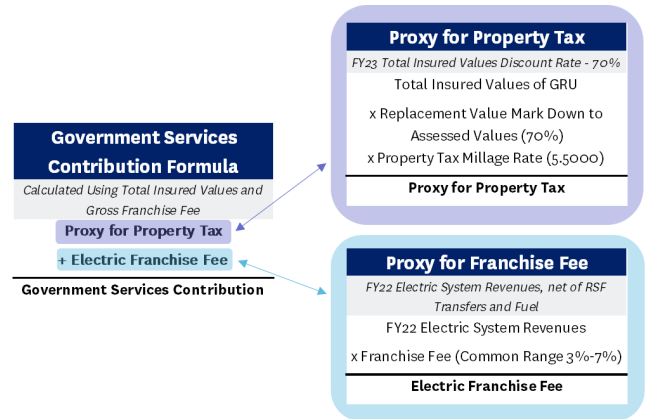 Government Services
Contribution Formula
Calculated Using Total Insured Values and
Gross Franchise Fee
Proxy for Property Tax
+ Electric Franchise Fee
Government Services Contribution
Proxy for Property Tax
FY23 Total Insured Values Discount Rate - 70%
Total Insured Values of GRU
x Replacement Value Mark Down to
Assessed Values (70%)
x Property Tax Millage Rate (5.5000)
Proxy for Property Tax
Proxy for Franchise Fee
FY22 Electric System Revenues, net of RSF
Transfers and Fuel
FY22 Electric System Revenues
x Franchise Fee (Common Range 3%-7%)
Electric Franchise Fee